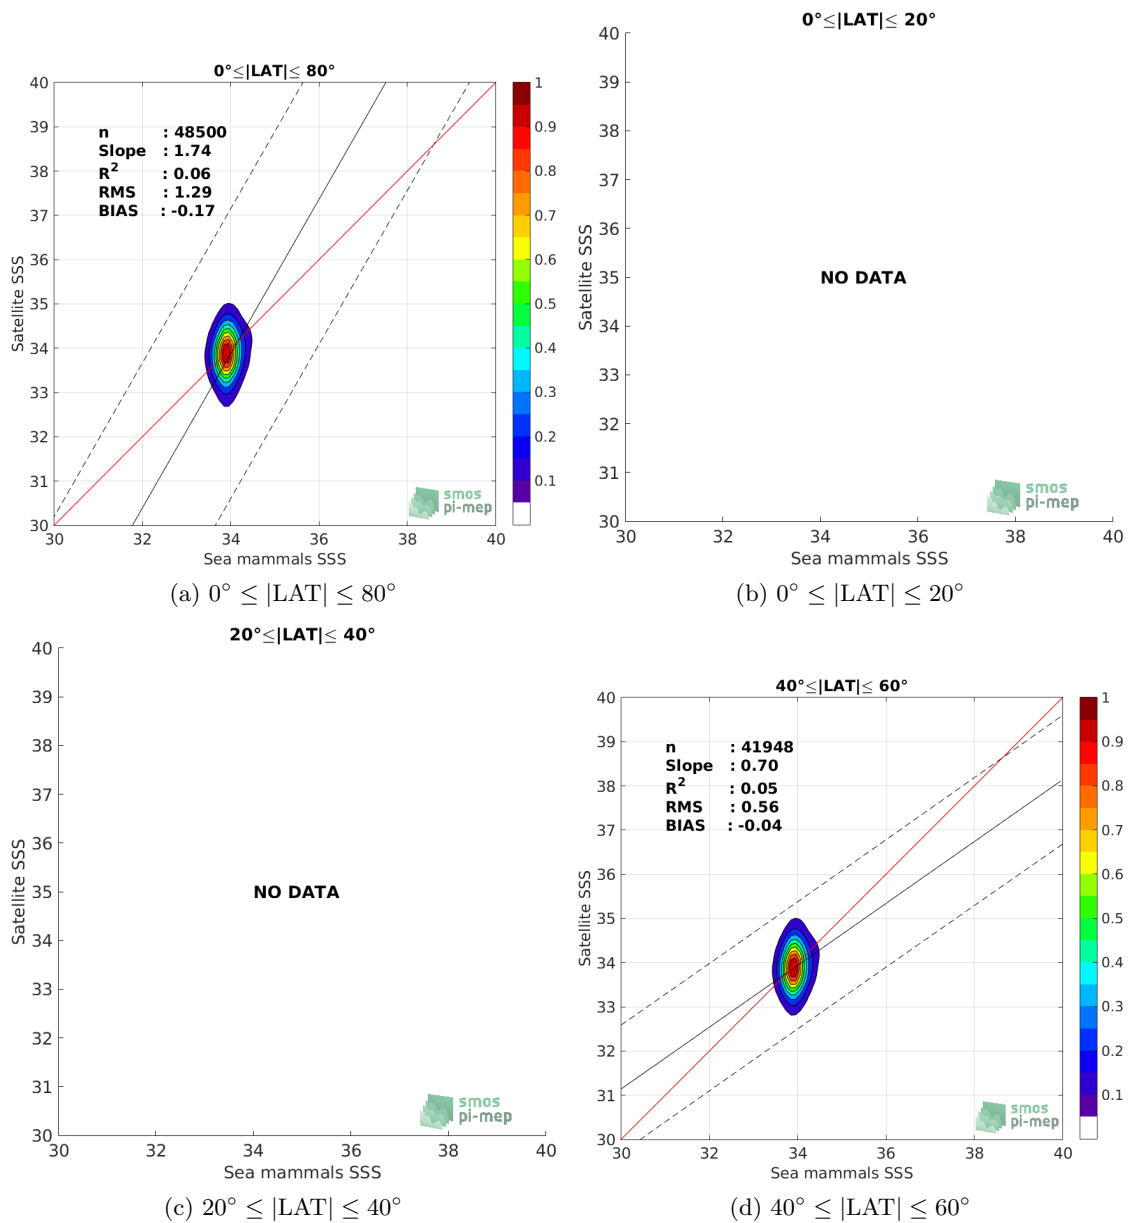 0°≤|LAT|≤ 80°
40
39
38
37
36
35
34
33
32
31
30
Satellite SSS
n : 48500
Slope : 1.74
R² : 0.06
RMS : 1.29
BIAS : -0.17
smos
pi-mep
30 32 34 36 38 40
Sea mammals SSS
1
0.9
0.8
0.7
0.6
0.5
0.4
0.3
0.2
0.1
(a) 0° ≤ |LAT| ≤ 80°
0°≤|LAT|≤ 20°
40
39
38
37
36
35
34
33
32
31
30
Satellite SSS
NO DATA
smos
pi-mep
30 32 34 36 38 40
Sea mammals SSS
(b) 0° ≤ |LAT| ≤ 20°
20°≤|LAT|≤ 40°
40
39
38
37
36
35
34
33
32
31
30
Satellite SSS
NO DATA
smos
pi-mep
30 32 34 36 38 40
Sea mammals SSS
(c) 20° ≤ |LAT| ≤ 40°
40°≤|LAT|≤ 60°
40
39
38
37
36
35
34
33
32
31
30
Satellite SSS
n : 41948
Slope : 0.70
R² : 0.05
RMS : 0.56
BIAS : -0.04
smos
pi-mep
30 32 34 36 38 40
Sea mammals SSS
1
0.9
0.8
0.7
0.6
0.5
0.4
0.3
0.2
0.1
(d) 40° ≤ |LAT| ≤ 60°